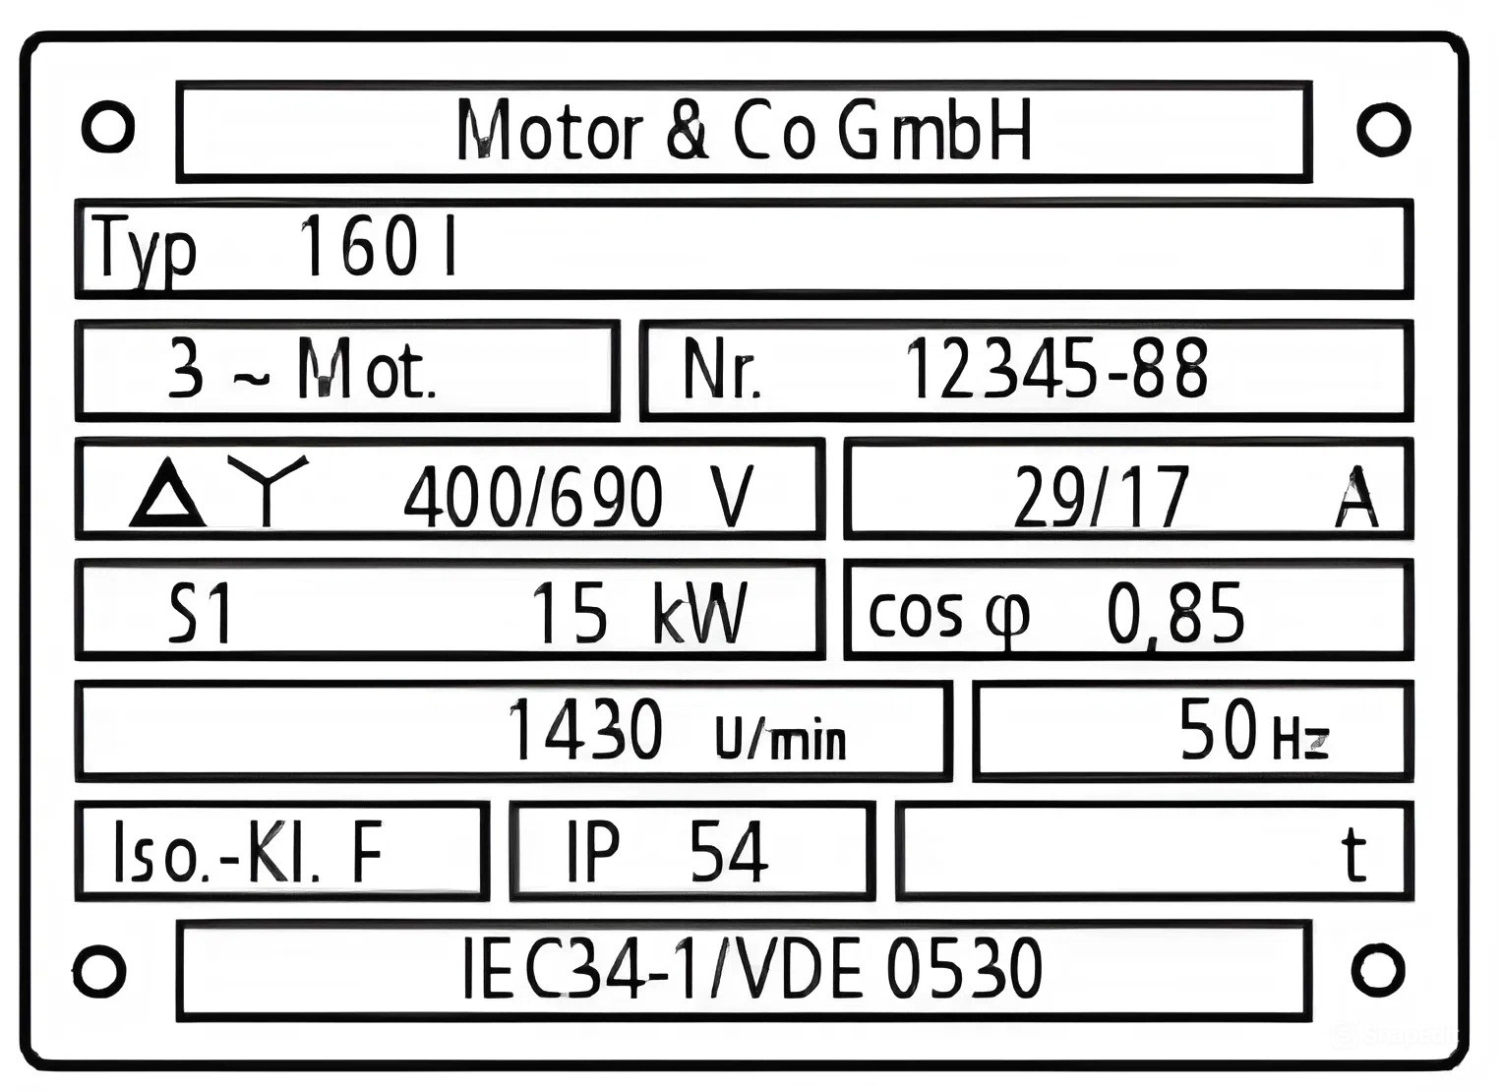 Motor & Co GmbH
Typ 160 l
3 ~ Mot. Nr. 12345-88
Δ Y 400/690 V 29/17 A
S1 15 kW cos φ 0,85
1430 U/min 50 Hz
Iso.-Kl. F IP 54 t
IEC34-1/VDE 0530